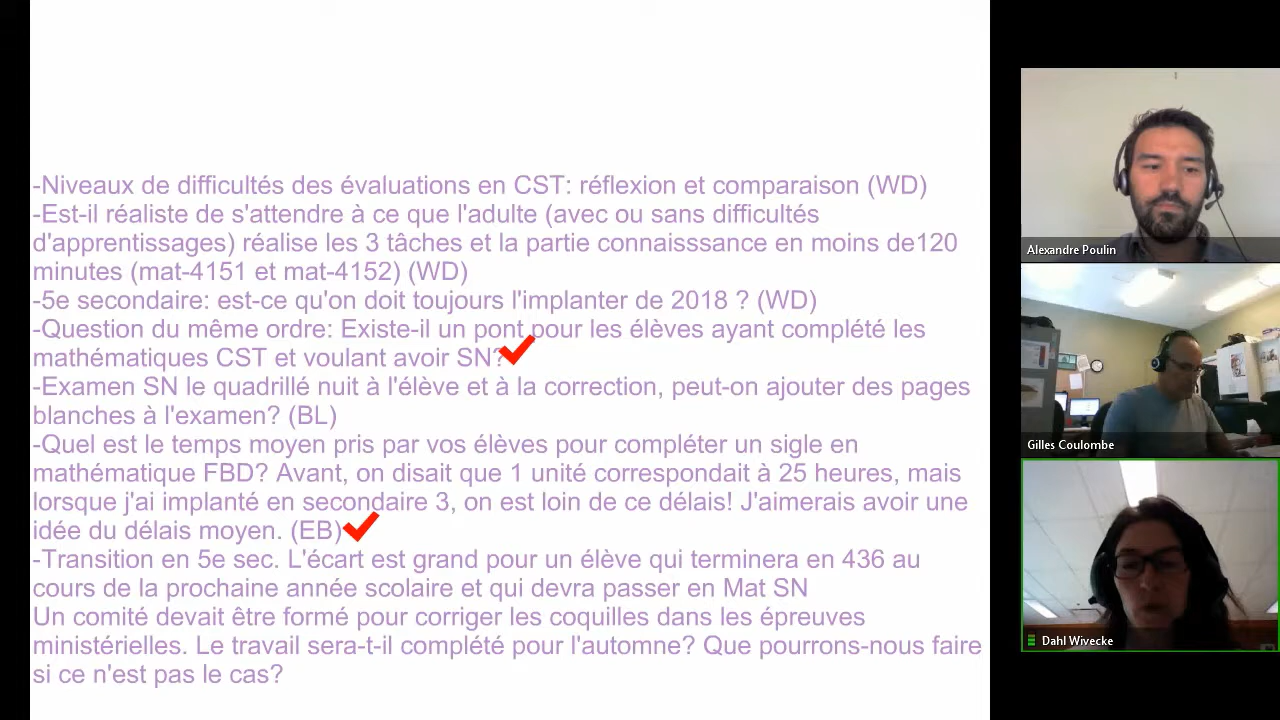 -Niveaux de difficultés des évaluations en CST: réflexion et comparaison (WD)
-Est-il réaliste de s'attendre à ce que l'adulte (avec ou sans difficultés
d'apprentissages) réalise les 3 tâches et la partie connaisssance en moins de120
minutes (mat-4151 et mat-4152) (WD)
-5e secondaire: est-ce qu'on doit toujours l'implanter de 2018 ? (WD)
-Question du même ordre: Existe-il un pont pour les élèves ayant complété les
mathématiques CST et voulant avoir SN?
-Examen SN le quadrillé nuit à l'élève et à la correction, peut-on ajouter des pages
blanches à l'examen? (BL)
-Quel est le temps moyen pris par vos élèves pour compléter un sigle en
mathématique FBD? Avant, on disait que 1 unité correspondait à 25 heures, mais
lorsque j'ai implanté en secondaire 3, on est loin de ce délais! J'aimerais avoir une
idée du délais moyen. (EB)
-Transition en 5e sec. L'écart est grand pour un élève qui terminera en 436 au
cours de la prochaine année scolaire et qui devra passer en Mat SN
Un comité devait être formé pour corriger les coquilles dans les épreuves
ministérielles. Le travail sera-t-il complété pour l'automne? Que pourrons-nous faire
si ce n'est pas le cas?
Alexandre Poulin
Gilles Coulombe
Dahl Wivecke